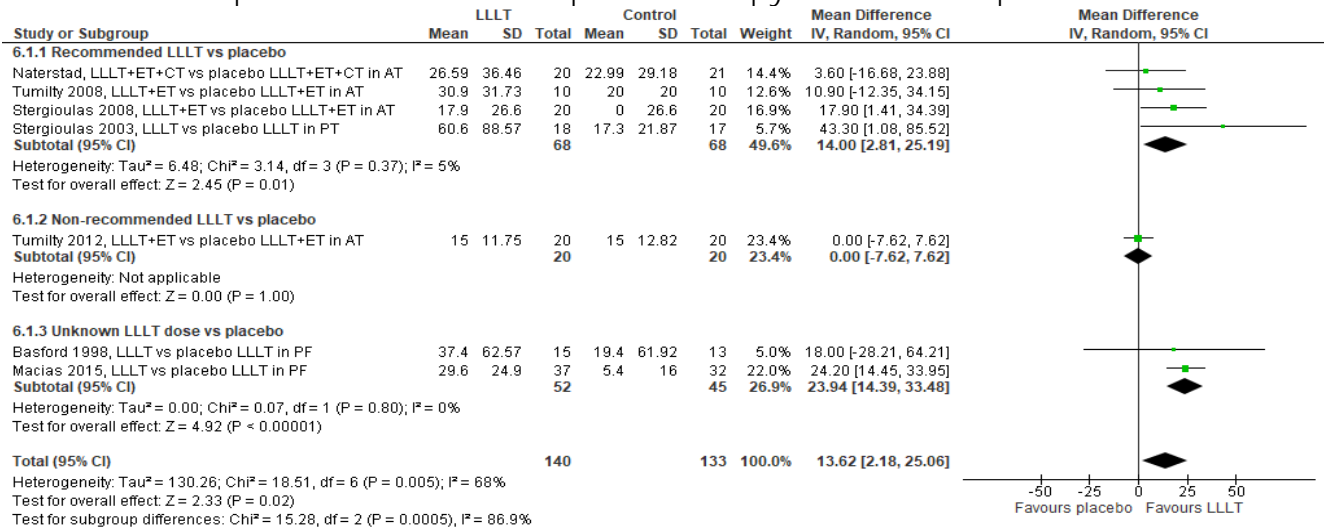 LLLT Control Mean Difference Mean Difference
Study or Subgroup Mean SD Total Mean SD Total Weight IV, Random, 95% CI IV, Random, 95% CI
6.1.1 Recommended LLLT vs placebo
Naterstad, LLLT+ET+CT vs placebo LLLT+ET+CT in AT 26.59 36.46 20 22.99 29.18 21 14.4% 3.60 [-16.68, 23.88]
Tumilty 2008, LLLT+ET vs placebo LLLT+ET in AT 30.9 31.73 10 20 20 10 12.6% 10.90 [-12.35, 34.15]
Stergioulas 2008, LLLT+ET vs placebo LLLT+ET in AT 17.9 26.6 20 0 26.6 20 16.9% 17.90 [1.41, 34.39]
Stergioulas 2003, LLLT vs placebo LLLT in PT 60.6 88.57 18 17.3 21.87 17 5.7% 43.30 [1.08, 85.52]
Subtotal (95% CI) 68 68 49.6% 14.00 [2.81, 25.19]
Heterogeneity: Tau² = 6.48; Chi² = 3.14, df = 3 (P = 0.37); I² = 5%
Test for overall effect: Z = 2.45 (P = 0.01)
6.1.2 Non-recommended LLLT vs placebo
Tumilty 2012, LLLT+ET vs placebo LLLT+ET in AT 15 11.75 20 15 12.82 20 23.4% 0.00 [-7.62, 7.62]
Subtotal (95% CI) 20 20 23.4% 0.00 [-7.62, 7.62]
Heterogeneity: Not applicable
Test for overall effect: Z = 0.00 (P = 1.00)
6.1.3 Unknown LLLT dose vs placebo
Basford 1998, LLLT vs placebo LLLT in PF 37.4 62.57 15 19.4 61.92 13 5.0% 18.00 [-28.21, 64.21]
Macias 2015, LLLT vs placebo LLLT in PF 29.6 24.9 37 5.4 16 32 22.0% 24.20 [14.45, 33.95]
Subtotal (95% CI) 52 45 26.9% 23.94 [14.39, 33.48]
Heterogeneity: Tau² = 0.00; Chi² = 0.07, df = 1 (P = 0.80); I² = 0%
Test for overall effect: Z = 4.92 (P < 0.00001)
Total (95% CI) 140 133 100.0% 13.62 [2.18, 25.06]
Heterogeneity: Tau² = 130.26; Chi² = 18.51, df = 6 (P = 0.005); I² = 68%
Test for overall effect: Z = 2.33 (P = 0.02)
Test for subgroup differences: Chi² = 15.28, df = 2 (P = 0.0005), I² = 86.9%
-50 -25 0 25 50
Favours placebo Favours LLLT